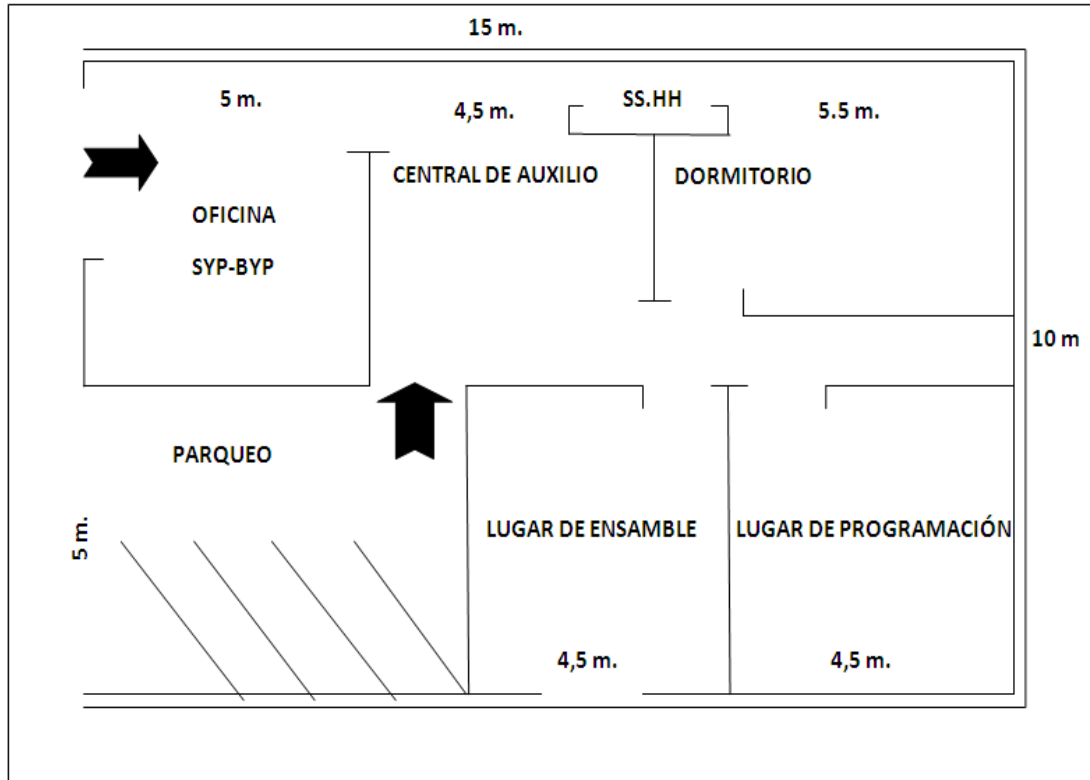 15 m.
5 m.
4,5 m.
SS.HH
5.5 m.
CENTRAL DE AUXILIO
DORMITORIO
OFICINA
SYP-BYP
10 m
PARQUEO
5 m.
LUGAR DE ENSAMBLE
LUGAR DE PROGRAMACIÓN
4,5 m.
4,5 m.